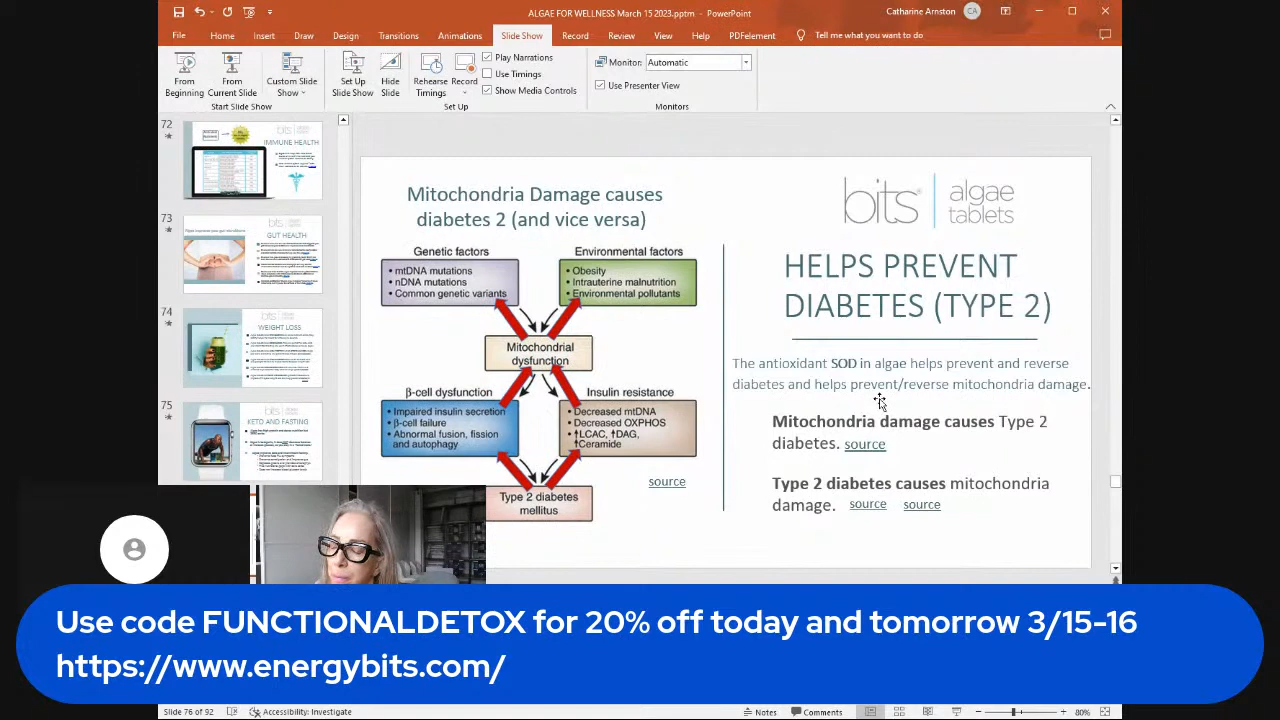 ALGAE FOR WELLNESS March 15 2023.pptm - PowerPoint
Catharine Arnston
CA
File Home Insert Draw Design Transitions Animations Slide Show Record Review View Help PDFelement Tell me what you want to do
From Beginning
From Current Slide
Custom Slide Show
Set Up Slide Show
Hide Slide
Rehearse Timings
Record
Play Narrations
Use Timings
Show Media Controls
Monitor: Automatic
Use Presenter View
Start Slide Show
Set Up
Monitors
72
IMMUNE HEALTH
73
GUT HEALTH
74
WEIGHT LOSS
75
KETO AND FASTING
Mitochondria Damage causes
diabetes 2 (and vice versa)
Genetic factors
• mtDNA mutations
• nDNA mutations
• Common genetic variants
Environmental factors
• Obesity
• Intrauterine malnutrition
• Environmental pollutants
Mitochondrial
dysfunction
β-cell dysfunction
• Impaired insulin secretion
• β-cell failure
• Abnormal fusion, fission
and autophagy
Insulin resistance
• Decreased mtDNA
• Decreased OXPHOS
• ↑LCAC, ↑DAG,
↑Ceramide
Type 2 diabetes
mellitus
source
bits® algae
tablets
HELPS PREVENT
DIABETES (TYPE 2)
The antioxidant SOD in algae helps prevent and reverse
diabetes and helps prevent/reverse mitochondria damage.
Mitochondria damage causes Type 2
diabetes. source
Type 2 diabetes causes mitochondria
damage. source source
Use code FUNCTIONALDETOX for 20% off today and tomorrow 3/15-16
https://www.energybits.com/
Slide 76 of 92
Accessibility: Investigate
Notes
Comments
80%